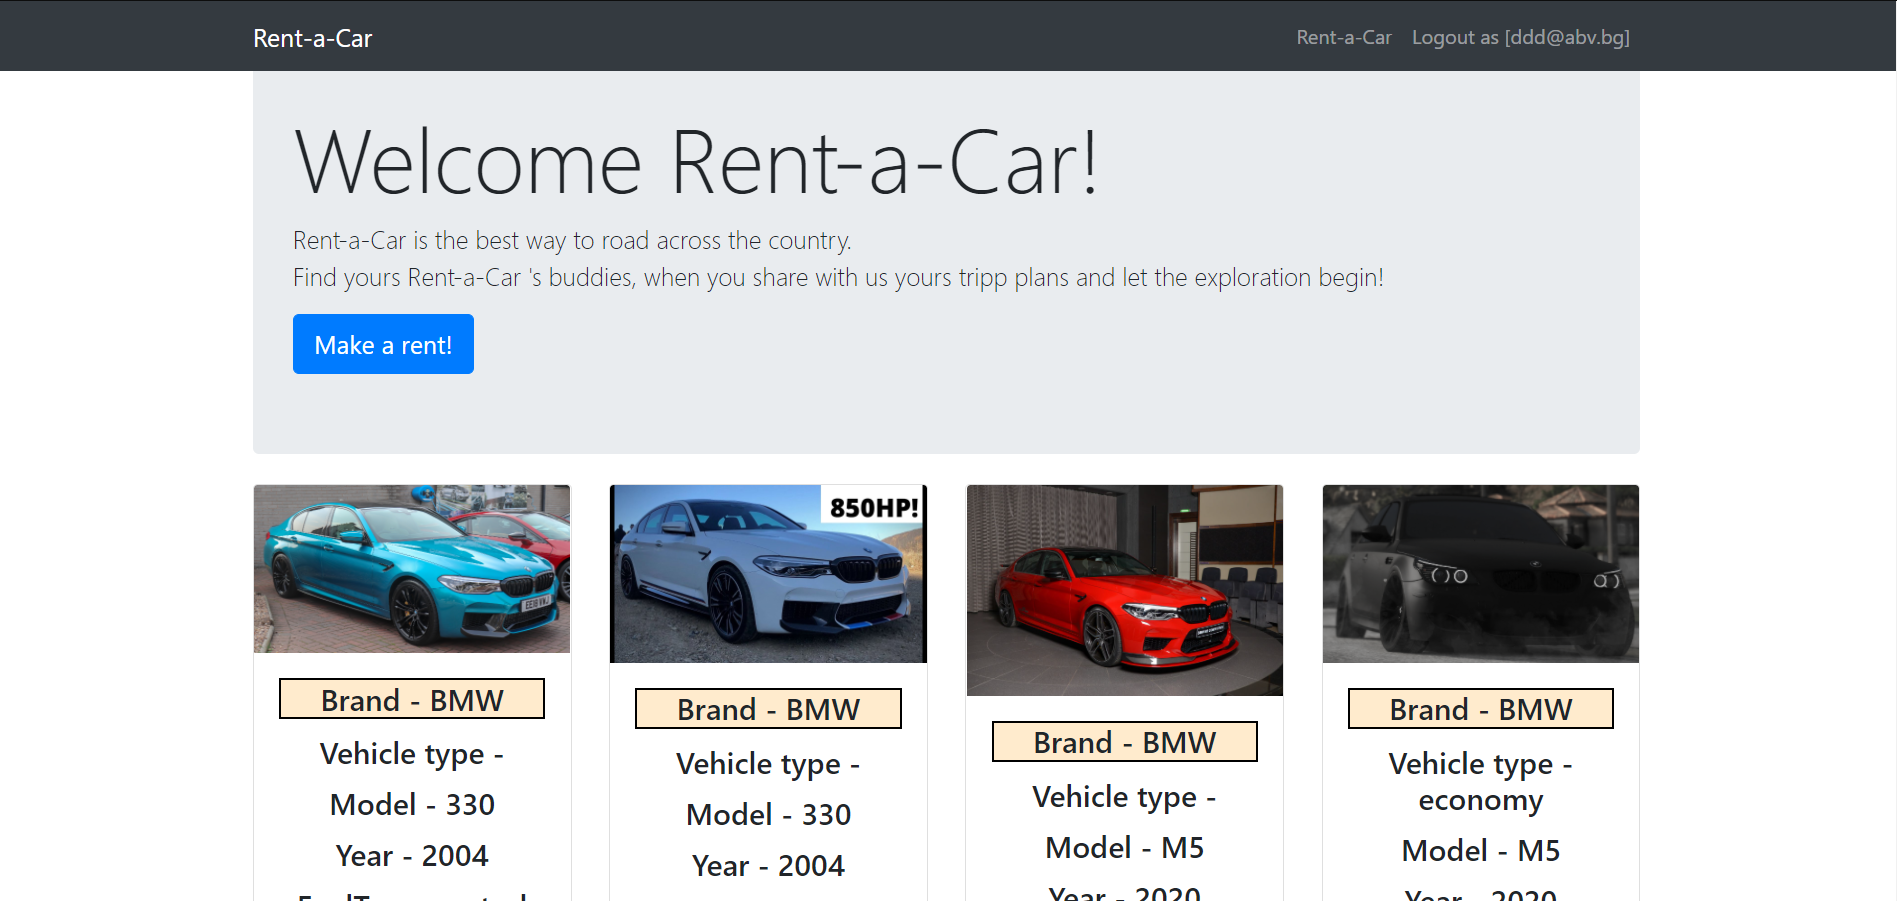 Rent-a-Car
Rent-a-Car Logout as [ddd@abv.bg]
Welcome Rent-a-Car!
Rent-a-Car is the best way to road across the country.
Find yours Rent-a-Car 's buddies, when you share with us yours tripp plans and let the exploration begin!
Make a rent!
850HP!
Brand - BMW
Vehicle type -
Model - 330
Year - 2004
Brand - BMW
Vehicle type -
Model - 330
Year - 2004
Brand - BMW
Vehicle type -
Model - M5
Year - 2020
Brand - BMW
Vehicle type -
economy
Model - M5
Year - 2020